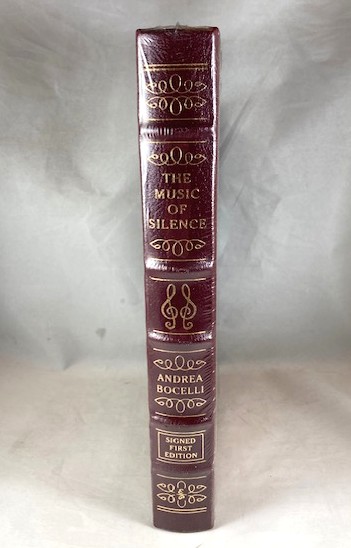 THE
MUSIC
OF
SILENCE
ANDREA
BOCELLI
SIGNED
FIRST
EDITION